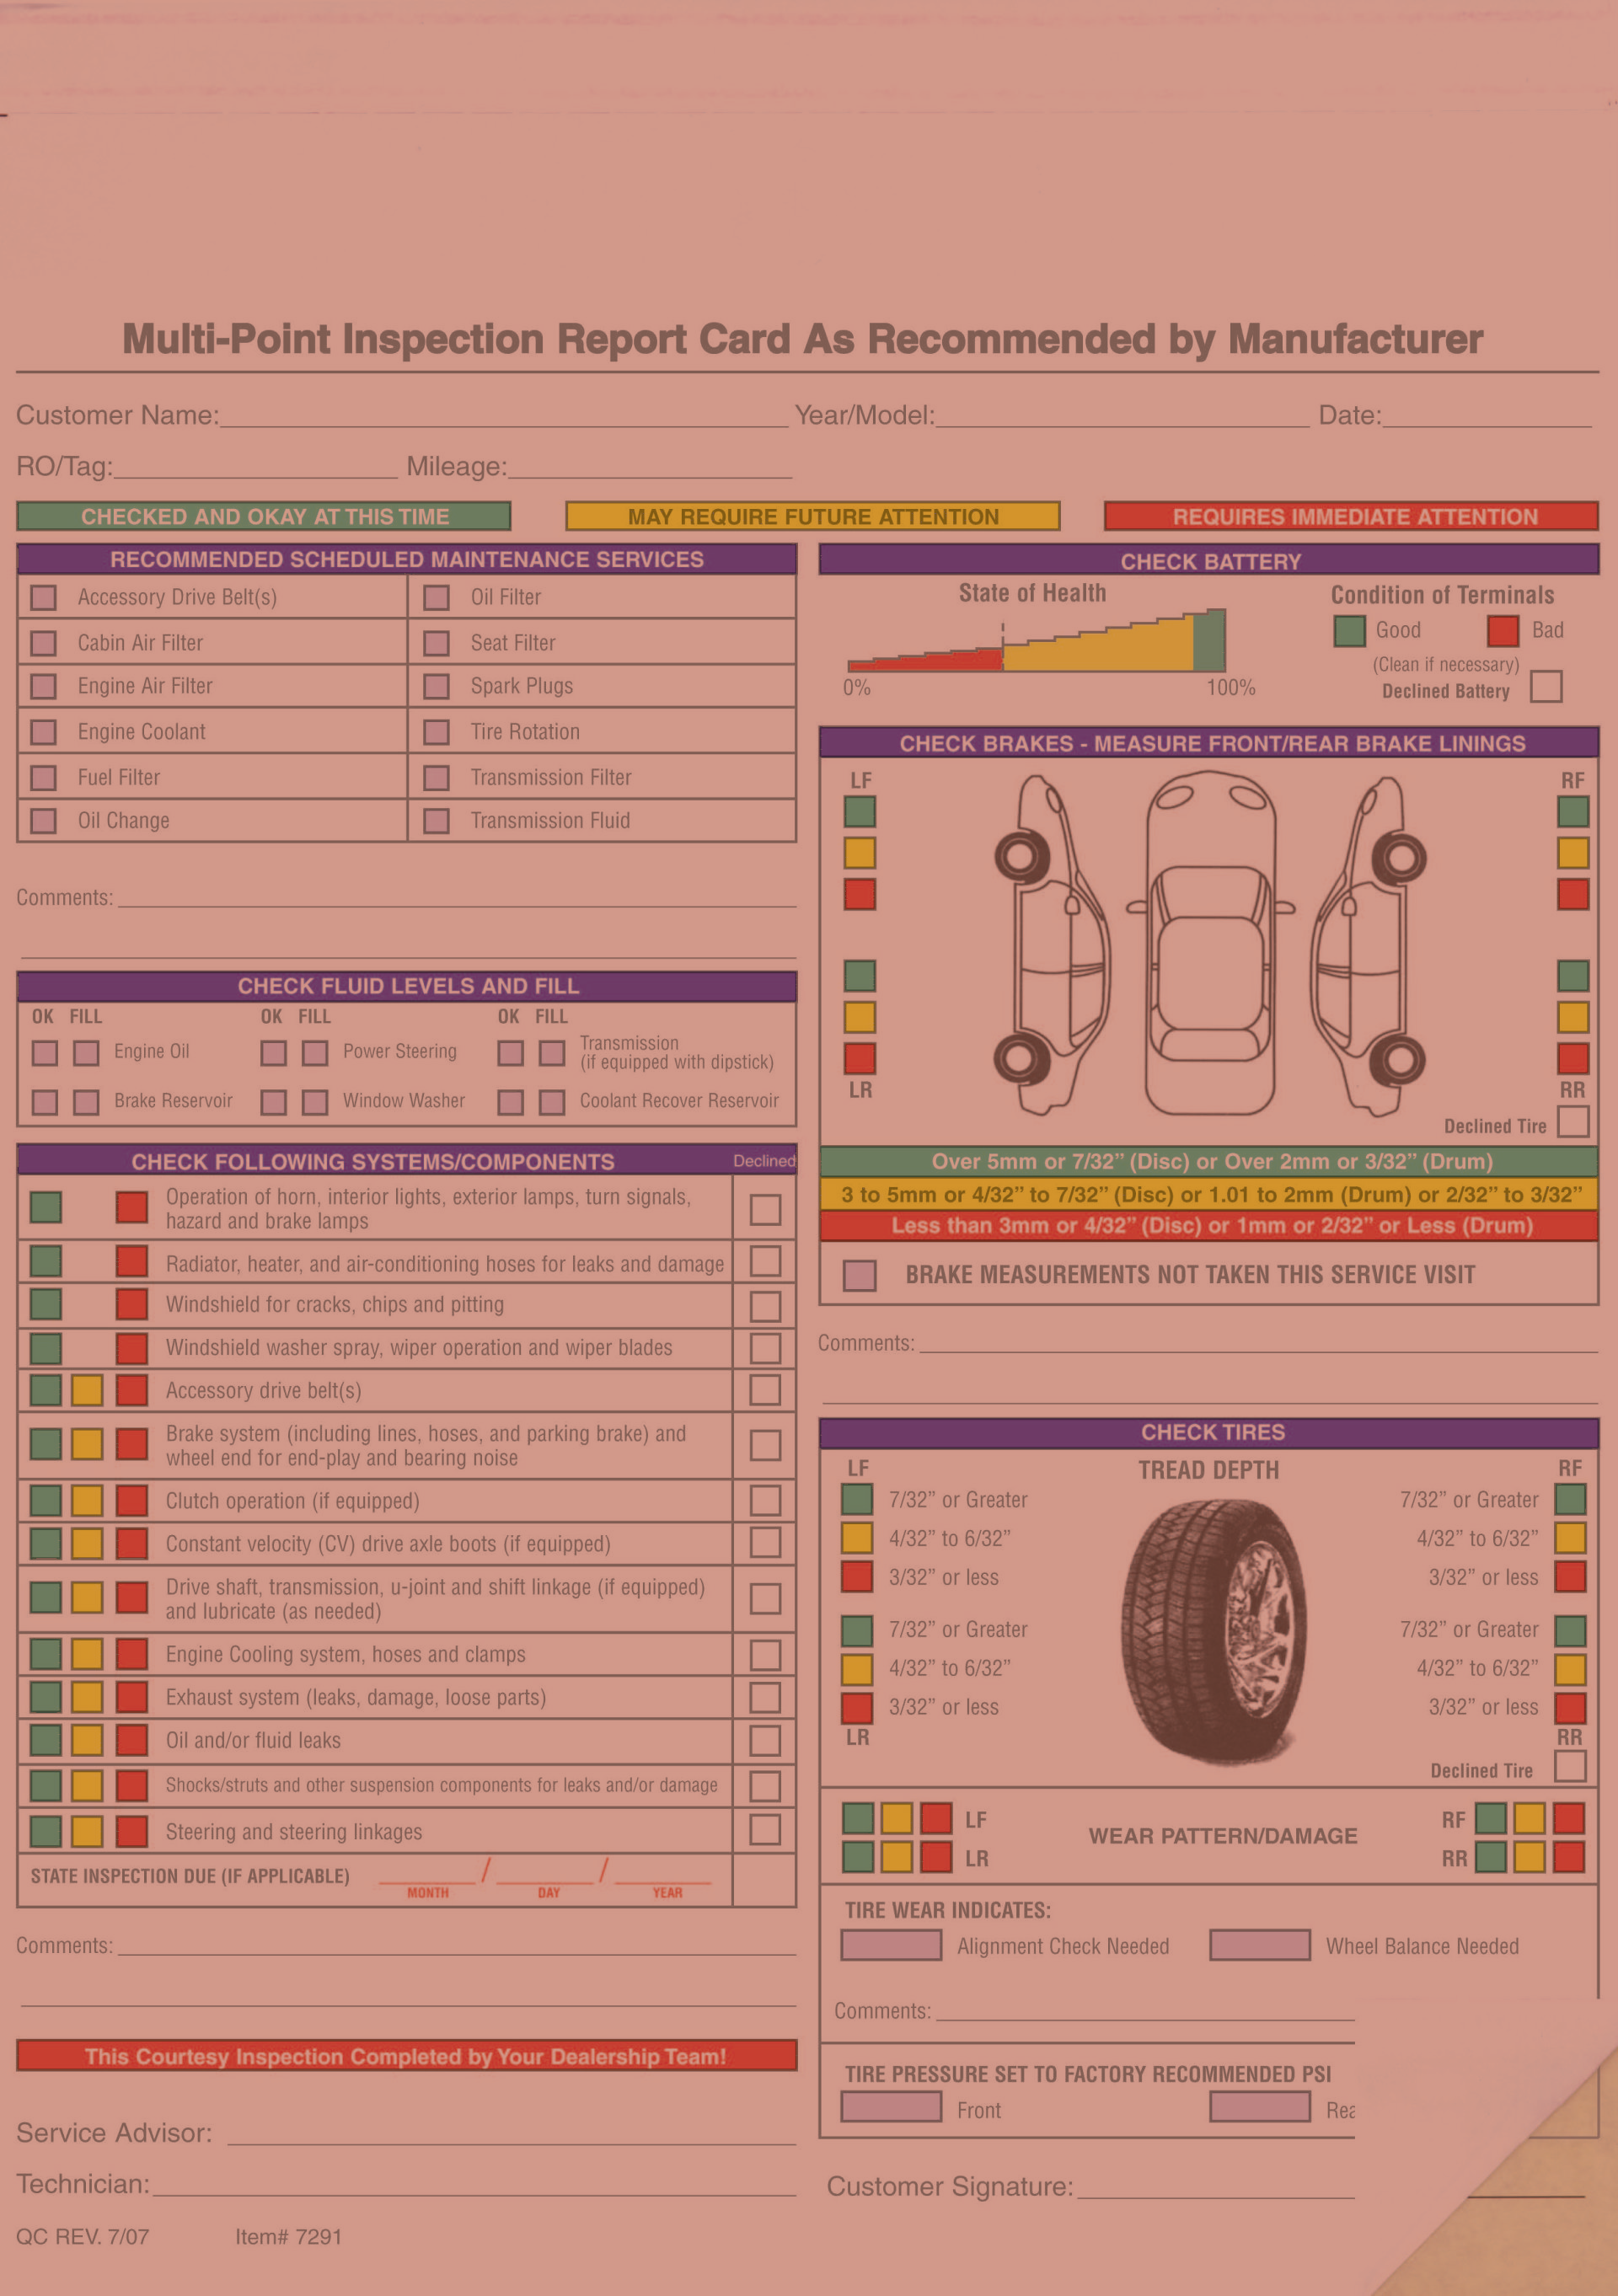 Multi-Point Inspection Report Card As Recommended by Manufacturer
Customer Name: Year/Model: Date:
RO/Tag: Mileage:
CHECKED AND OKAY AT THIS TIME
MAY REQUIRE FUTURE ATTENTION
REQUIRES IMMEDIATE ATTENTION
RECOMMENDED SCHEDULED MAINTENANCE SERVICES
Accessory Drive Belt(s) Oil Filter
Cabin Air Filter Seat Filter
Engine Air Filter Spark Plugs
Engine Coolant Tire Rotation
Fuel Filter Transmission Filter
Oil Change Transmission Fluid
Comments:
CHECK FLUID LEVELS AND FILL
OK FILL OK FILL OK FILL
Engine Oil Power Steering Transmission
(if equipped with dipstick)
Brake Reservoir Window Washer Coolant Recover Reservoir
CHECK FOLLOWING SYSTEMS/COMPONENTS Declined
Operation of horn, interior lights, exterior lamps, turn signals,
hazard and brake lamps
Radiator, heater, and air-conditioning hoses for leaks and damage
Windshield for cracks, chips and pitting
Windshield washer spray, wiper operation and wiper blades
Accessory drive belt(s)
Brake system (including lines, hoses, and parking brake) and
wheel end for end-play and bearing noise
Clutch operation (if equipped)
Constant velocity (CV) drive axle boots (if equipped)
Drive shaft, transmission, u-joint and shift linkage (if equipped)
and lubricate (as needed)
Engine Cooling system, hoses and clamps
Exhaust system (leaks, damage, loose parts)
Oil and/or fluid leaks
Shocks/struts and other suspension components for leaks and/or damage
Steering and steering linkages
STATE INSPECTION DUE (IF APPLICABLE) / /
MONTH DAY YEAR
Comments:
This Courtesy Inspection Completed by Your Dealership Team!
Service Advisor:
Technician:
QC REV. 7/07 Item# 7291
CHECK BATTERY
State of Health Condition of Terminals
Good Bad
(Clean if necessary)
0% 100% Declined Battery
CHECK BRAKES - MEASURE FRONT/REAR BRAKE LININGS
LF RF
LR RR
Declined Tire
Over 5mm or 7/32” (Disc) or Over 2mm or 3/32” (Drum)
3 to 5mm or 4/32” to 7/32” (Disc) or 1.01 to 2mm (Drum) or 2/32” to 3/32”
Less than 3mm or 4/32” (Disc) or 1mm or 2/32” or Less (Drum)
BRAKE MEASUREMENTS NOT TAKEN THIS SERVICE VISIT
Comments:
CHECK TIRES
LF TREAD DEPTH RF
7/32” or Greater 7/32” or Greater
4/32” to 6/32” 4/32” to 6/32”
3/32” or less 3/32” or less
7/32” or Greater 7/32” or Greater
4/32” to 6/32” 4/32” to 6/32”
3/32” or less 3/32” or less
LR RR
Declined Tire
LF WEAR PATTERN/DAMAGE RF
LR RR
TIRE WEAR INDICATES:
Alignment Check Needed Wheel Balance Needed
Comments:
TIRE PRESSURE SET TO FACTORY RECOMMENDED PSI
Front
Customer Signature: